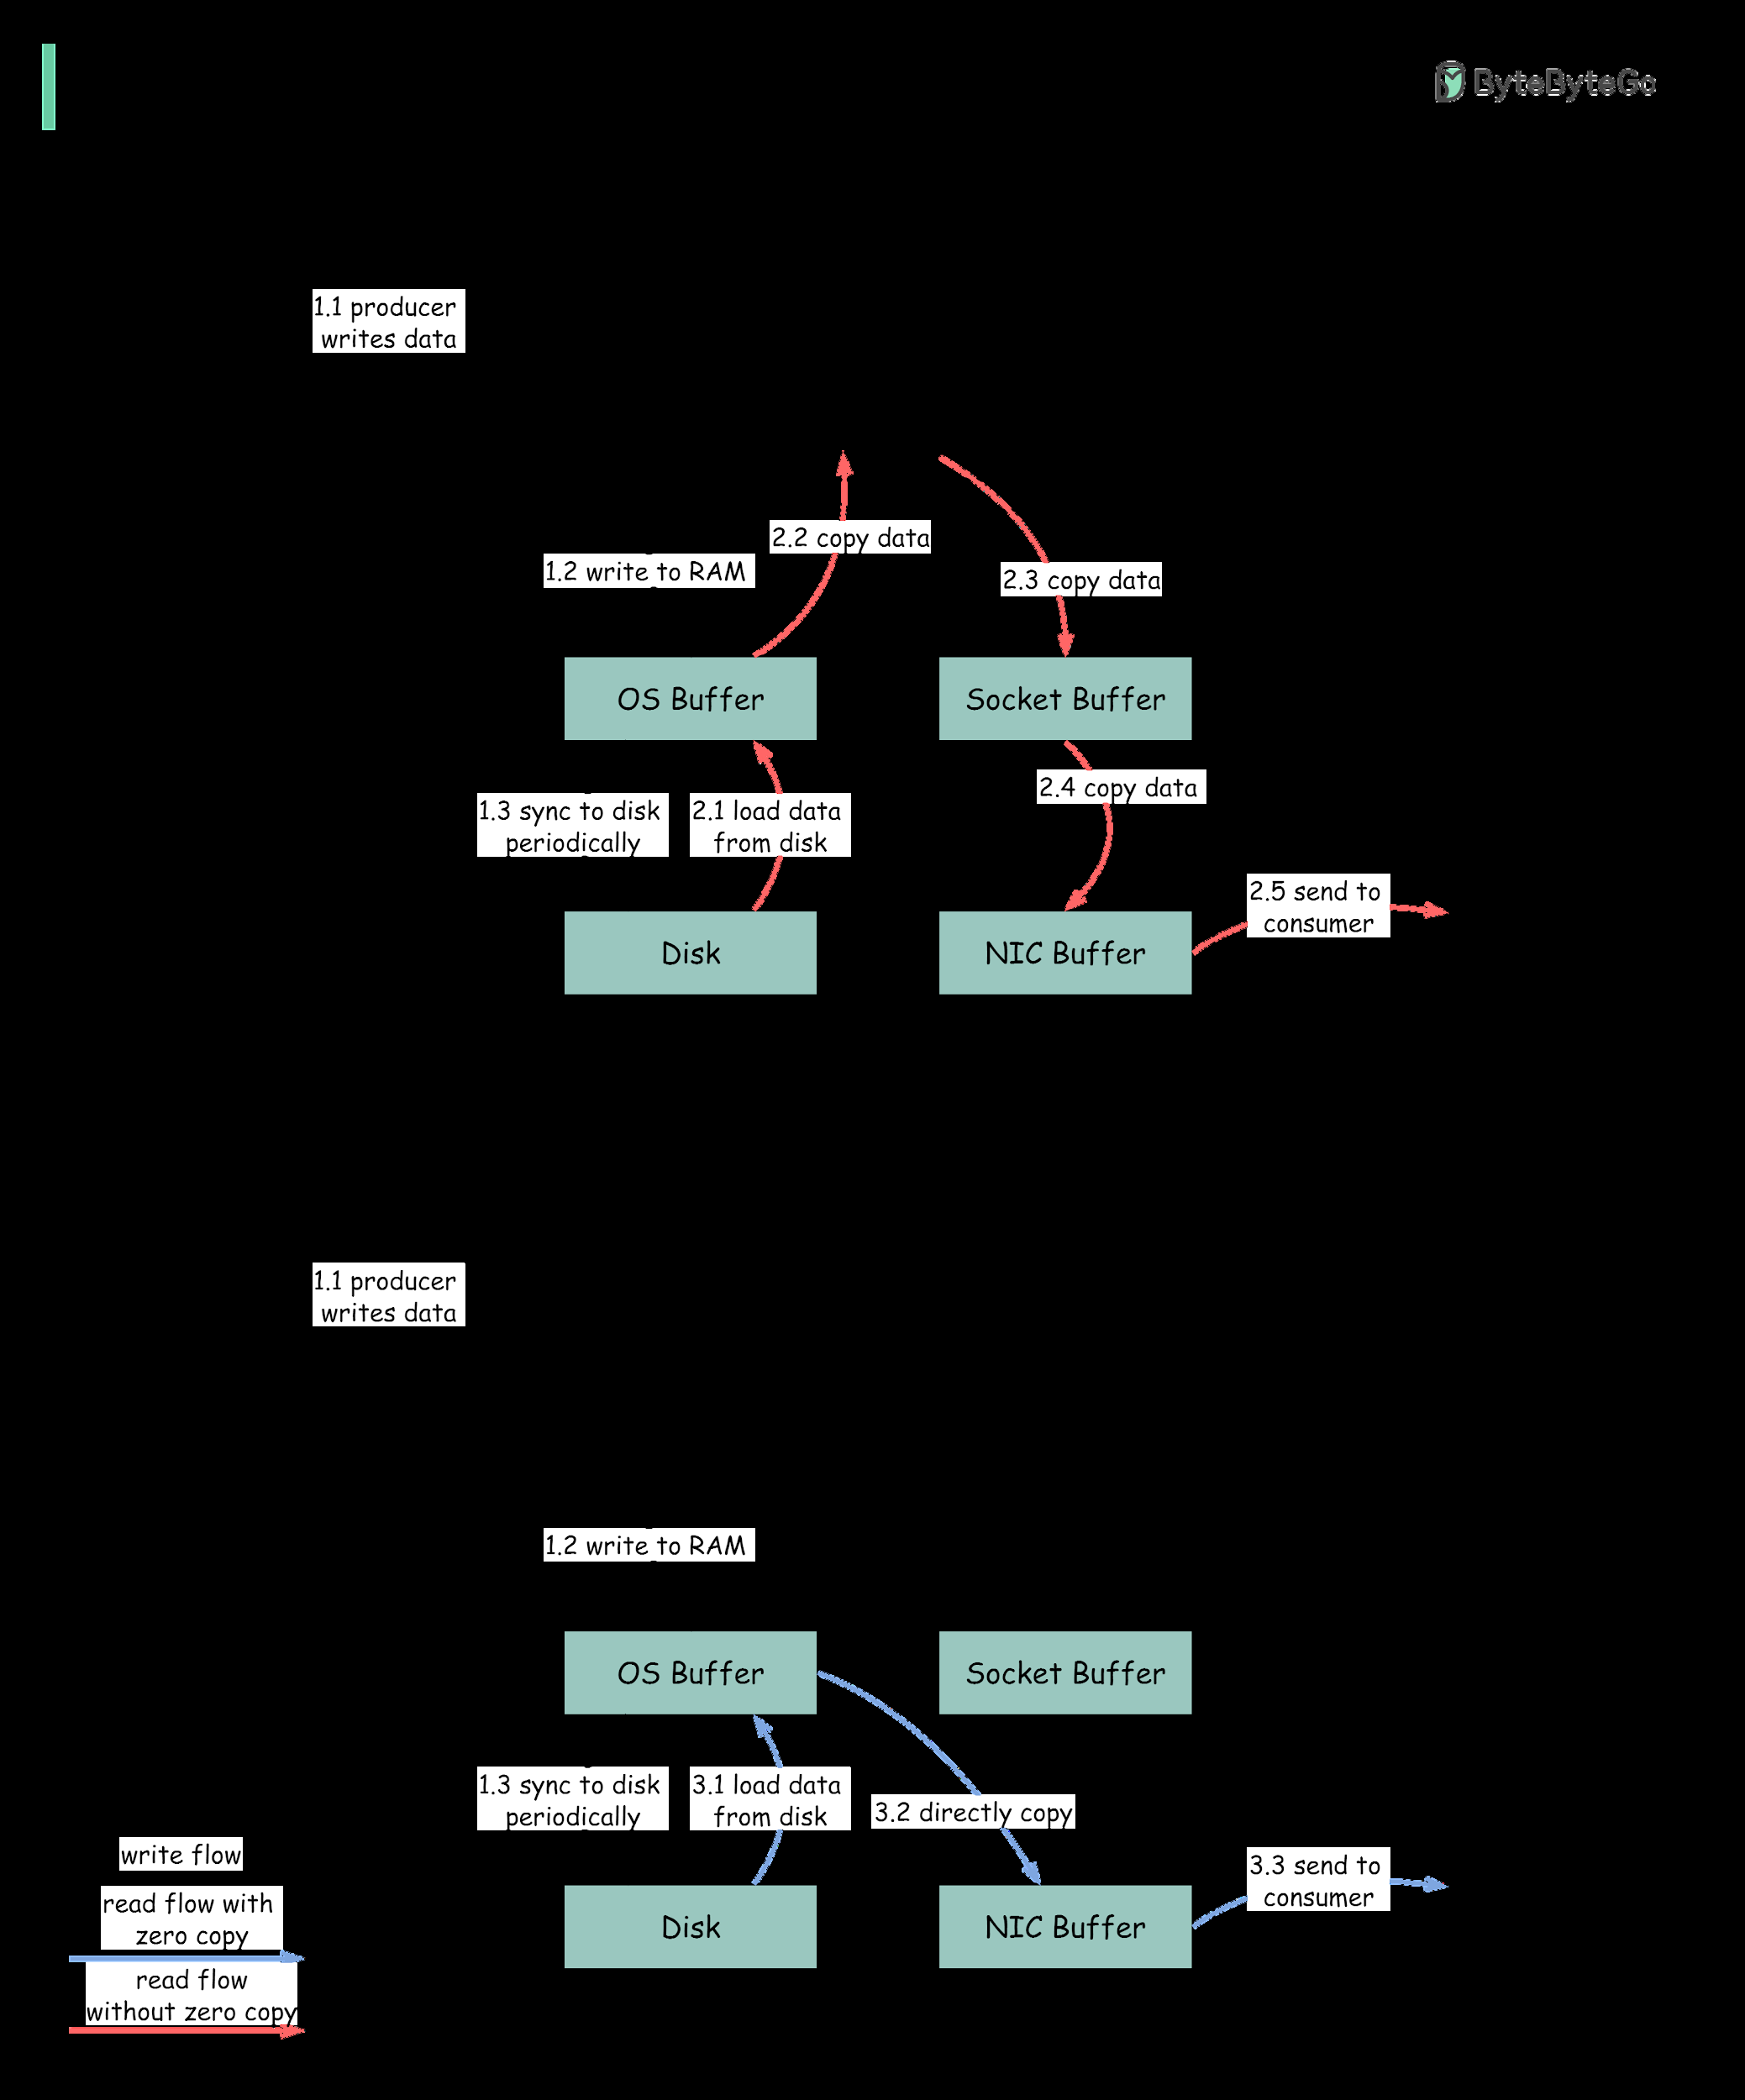 ByteByteGo
1.1 producer
writes data
2.2 copy data
1.2 write to RAM
2.3 copy data
OS Buffer
Socket Buffer
2.4 copy data
1.3 sync to disk
periodically
2.1 load data
from disk
2.5 send to
consumer
Disk
NIC Buffer
1.1 producer
writes data
1.2 write to RAM
OS Buffer
Socket Buffer
1.3 sync to disk
periodically
3.1 load data
from disk
3.2 directly copy
3.3 send to
consumer
Disk
NIC Buffer
write flow
read flow with
zero copy
read flow
without zero copy